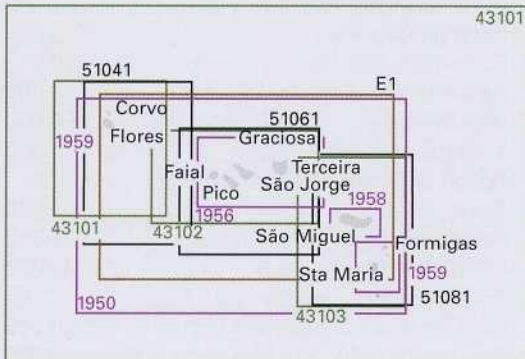 43101
51041
E1
Corvo
51061
1959
Flores
Graciosa
Terceira
Faial
São Jorge
Pico
1958
1956
43101
43102
São Miguel
Formigas
Sta Maria
1959
1950
51081
43103